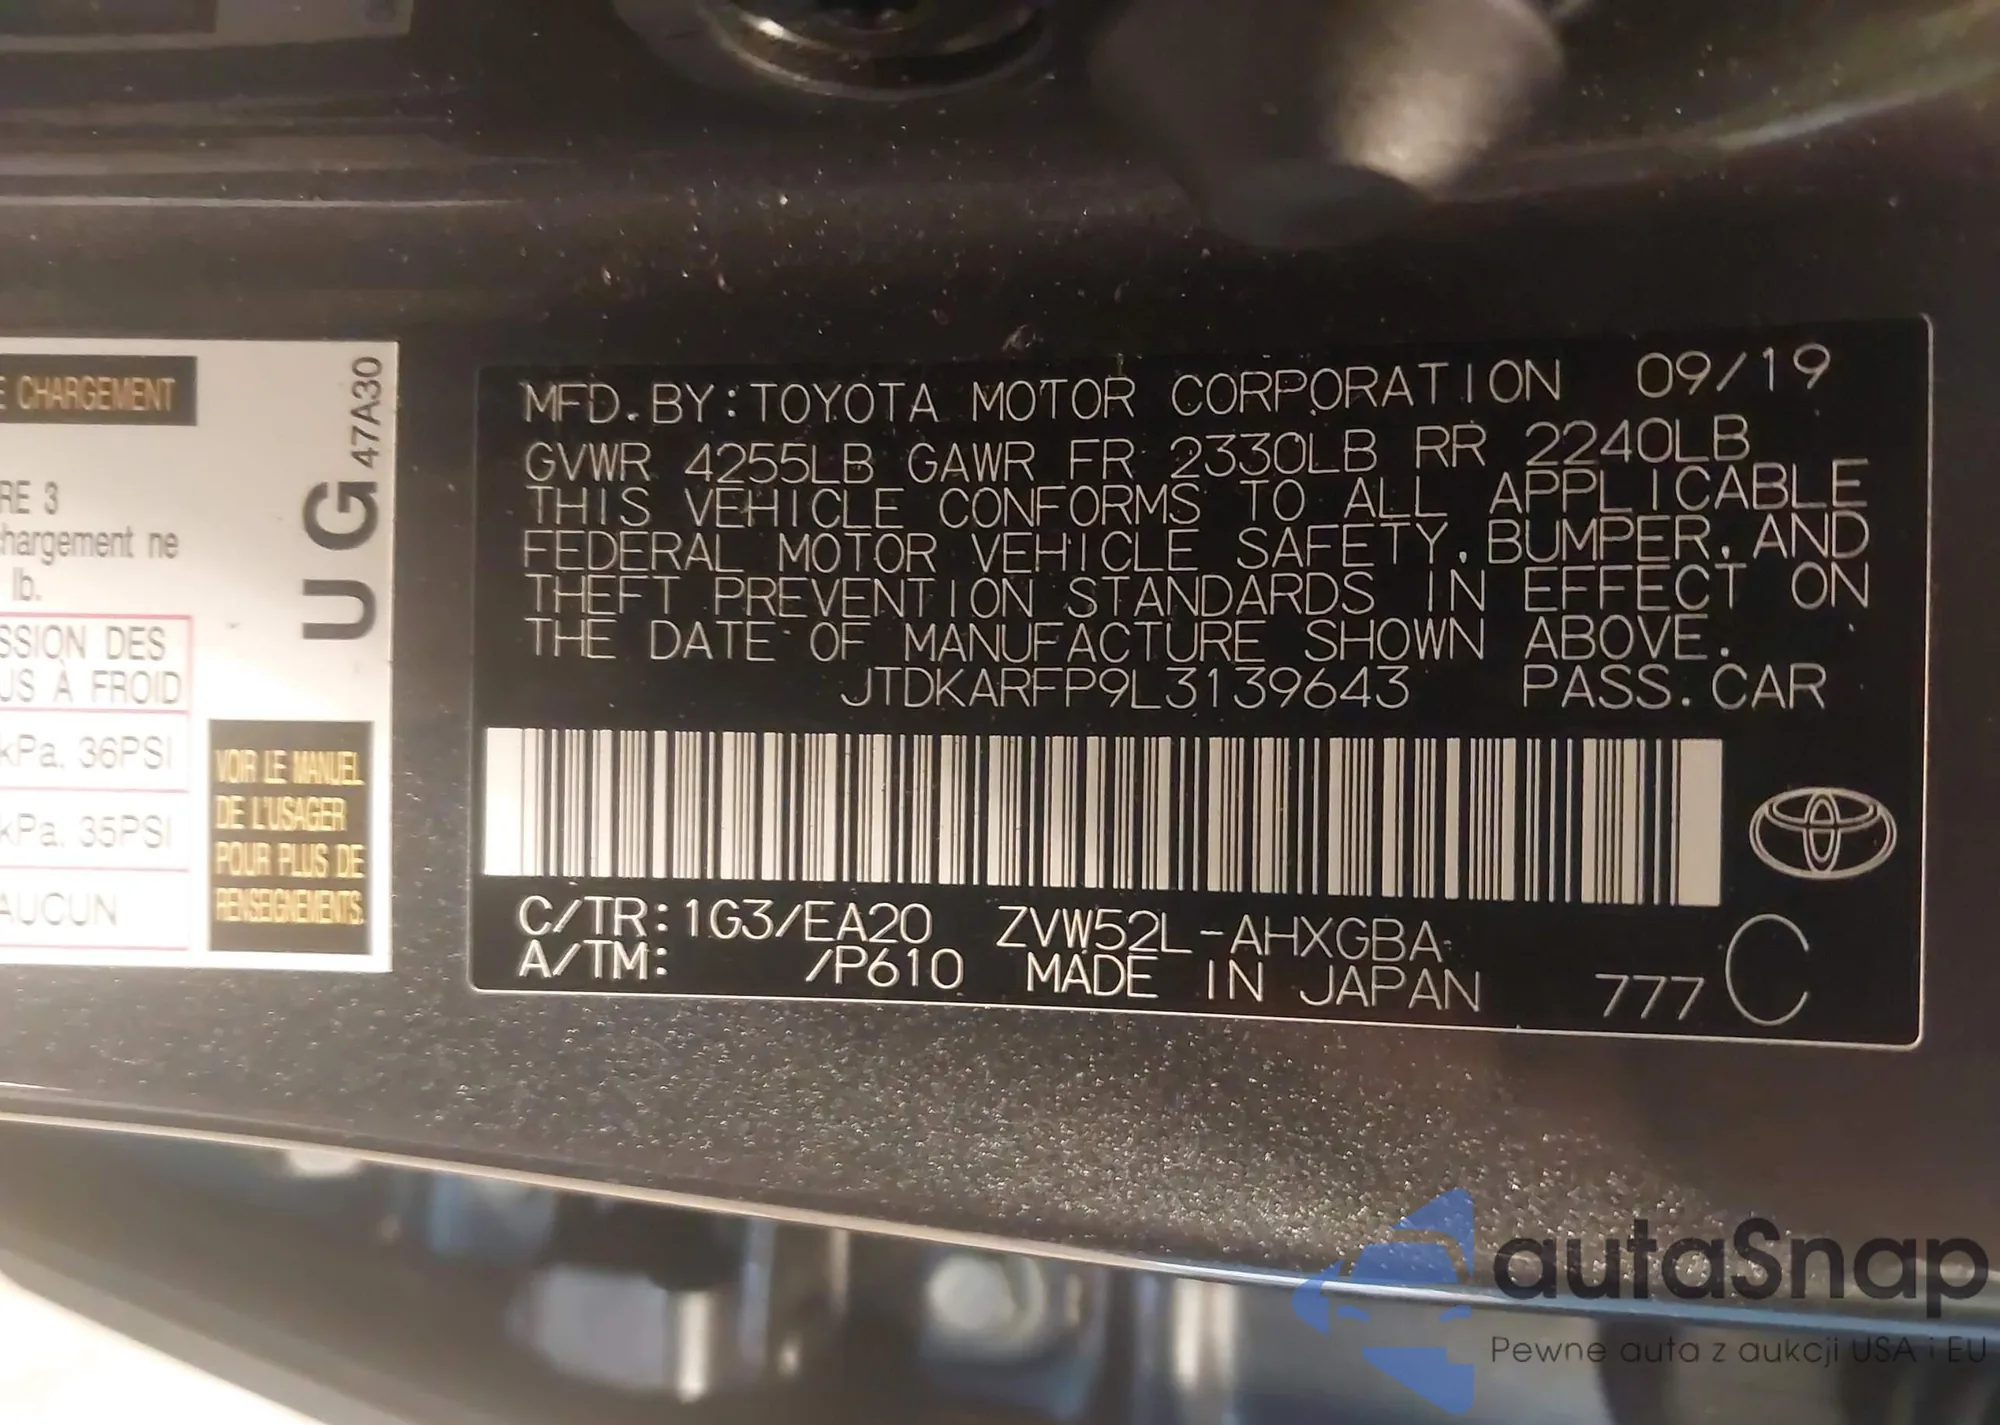 E CHARGEMENT
RE 3
chargement ne
lb.
SSION DES
US À FROID
kPa, 36PSI
kPa, 35PSI
AUCUN
UG 47A30
VOIR LE MANUEL
DE L'USAGER
POUR PLUS DE
RENSEIGNEMENTS.
MFD. BY: TOYOTA MOTOR CORPORATION 09/19
GVWR 4255LB GAWR FR 2330LB RR 2240LB
THIS VEHICLE CONFORMS TO ALL APPLICABLE
FEDERAL MOTOR VEHICLE SAFETY, BUMPER, AND
THEFT PREVENTION STANDARDS IN EFFECT ON
THE DATE OF MANUFACTURE SHOWN ABOVE.
JTDKARFP9L3139643 PASS. CAR
C/TR: 1G3/EA20 ZVW52L-AHXGBA
A/TM: /P610 MADE IN JAPAN 777 C
autaSnap
Pewne auta z aukcji USA i EU